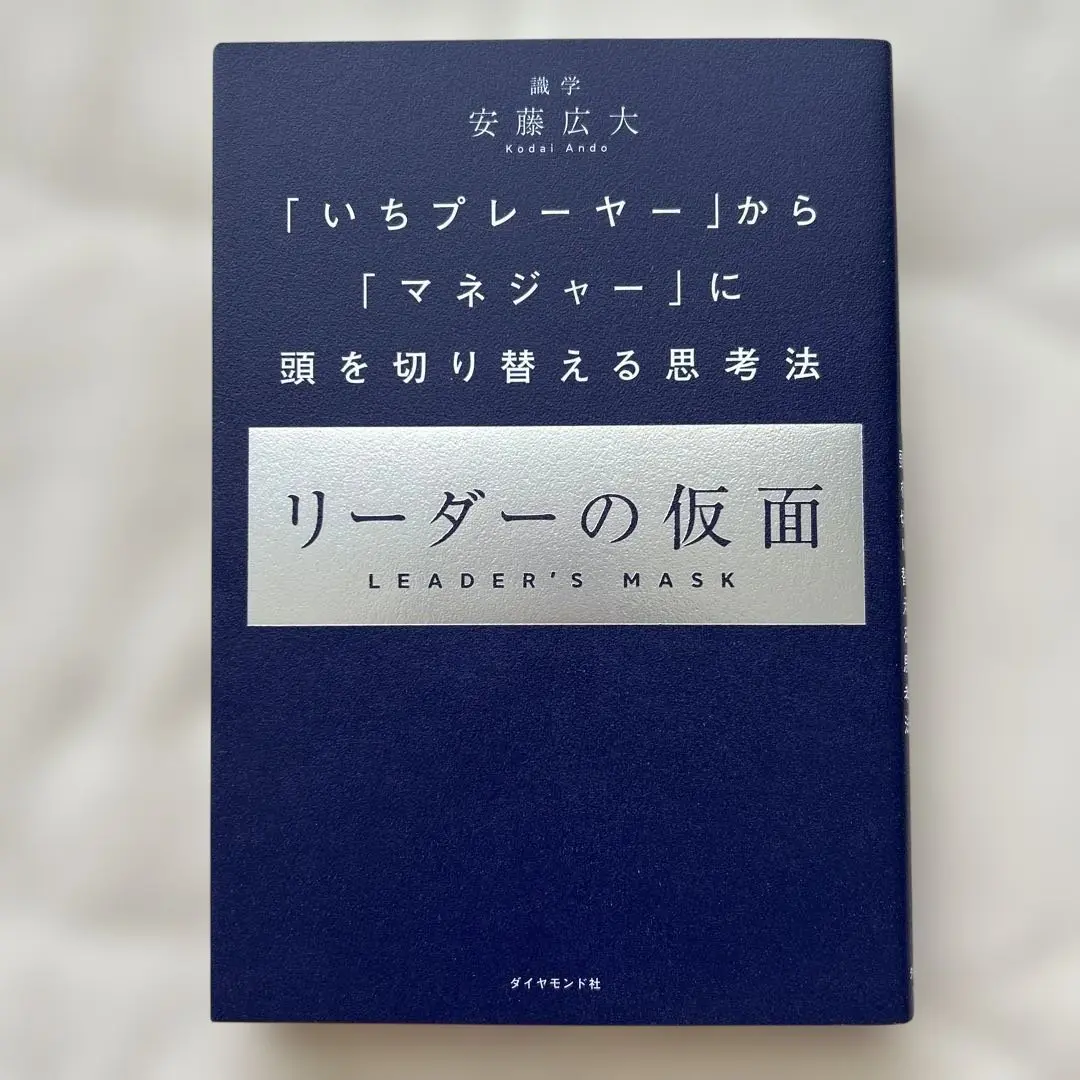 識学
安藤広大
Kodai Ando
「いちプレーヤー」から
「マネジャー」に
頭を切り替える思考法
リーダーの仮面
LEADER'S MASK
ダイヤモンド社